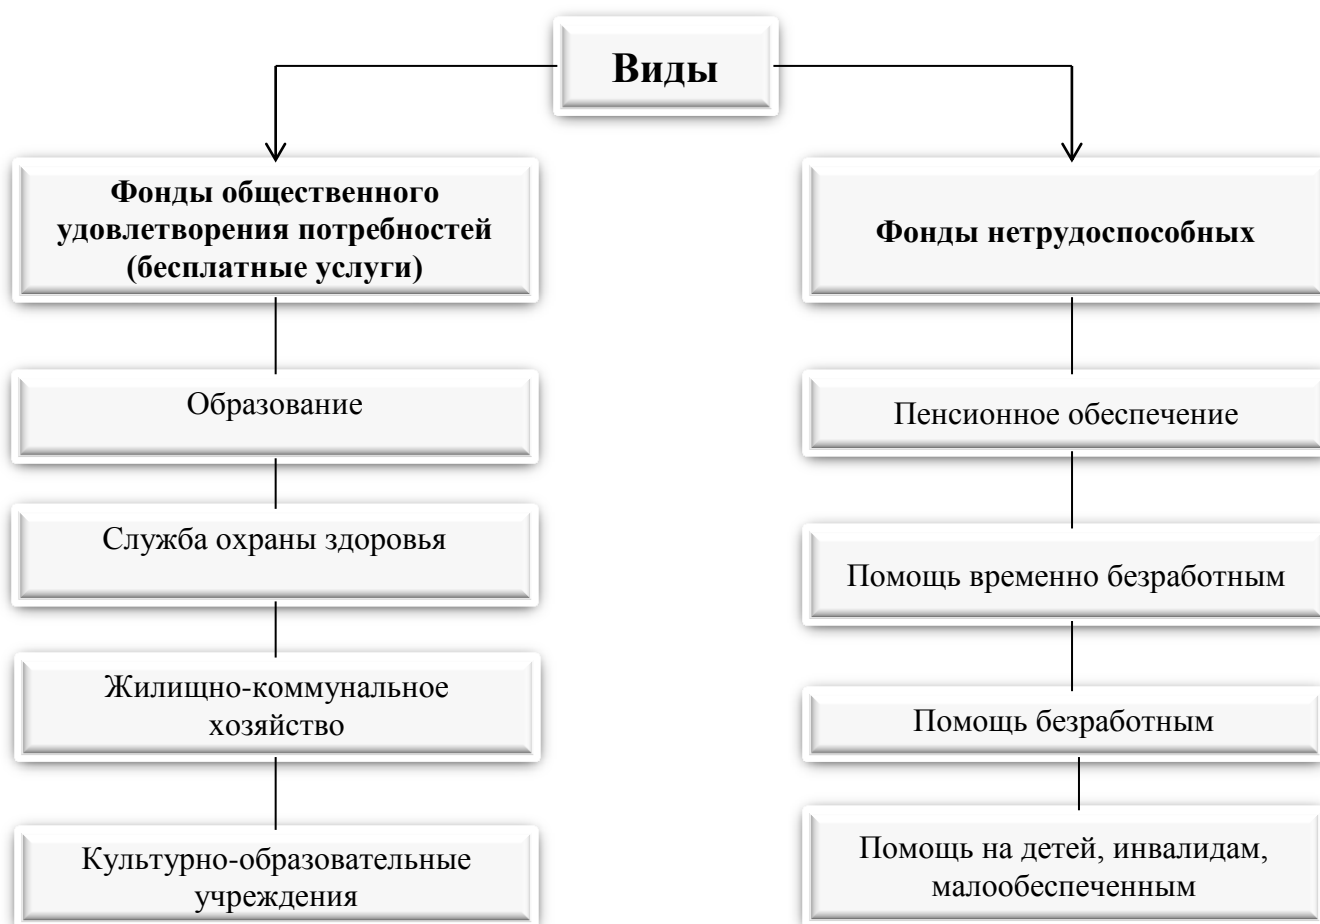 Виды
Фонды общественного
удовлетворения потребностей
(бесплатные услуги)
Образование
Служба охраны здоровья
Жилищно-коммунальное
хозяйство
Культурно-образовательные
учреждения
Фонды нетрудоспособных
Пенсионное обеспечение
Помощь временно безработным
Помощь безработным
Помощь на детей, инвалидам,
малообеспеченным